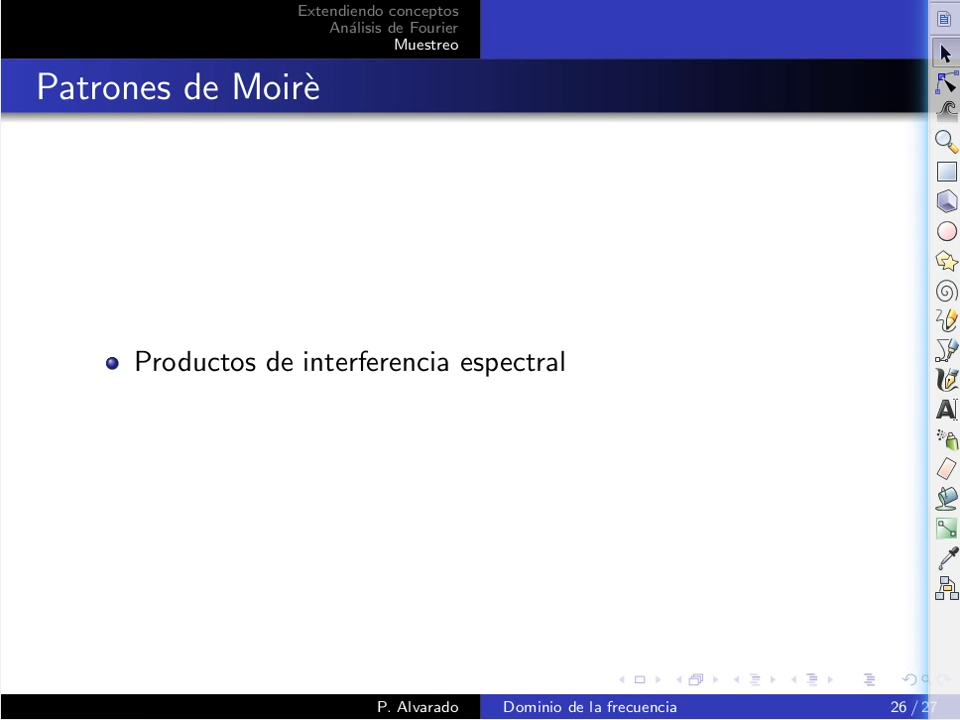 Extendiendo conceptos
Análisis de Fourier
Muestreo
Patrones de Moirè
Productos de interferencia espectral
P. Alvarado
Dominio de la frecuencia
26 / 27